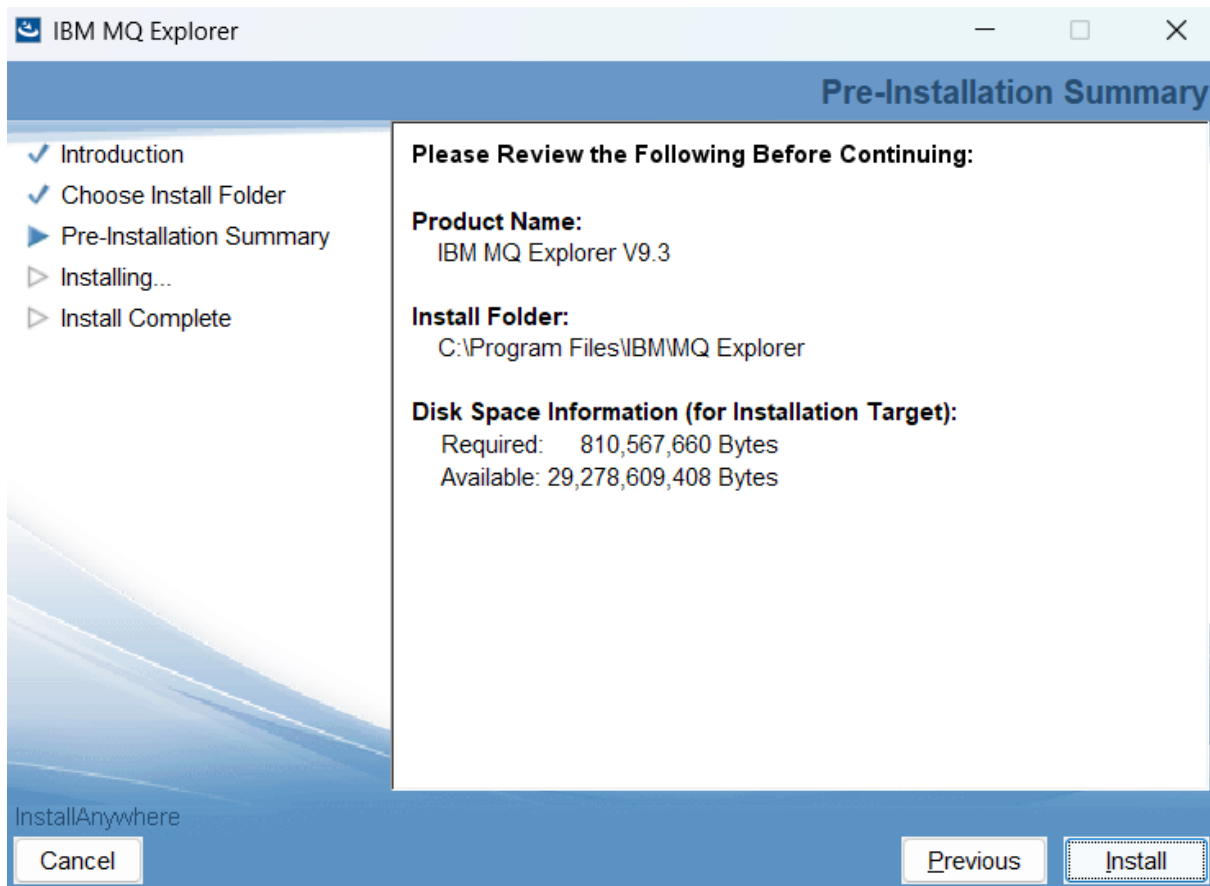 IBM MQ Explorer
Pre-Installation Summary
Introduction
Choose Install Folder
Pre-Installation Summary
Installing...
Install Complete
Please Review the Following Before Continuing:
Product Name:
IBM MQ Explorer V9.3
Install Folder:
C:\Program Files\IBM\MQ Explorer
Disk Space Information (for Installation Target):
Required: 810,567,660 Bytes
Available: 29,278,609,408 Bytes
InstallAnywhere
Cancel
Previous
Install